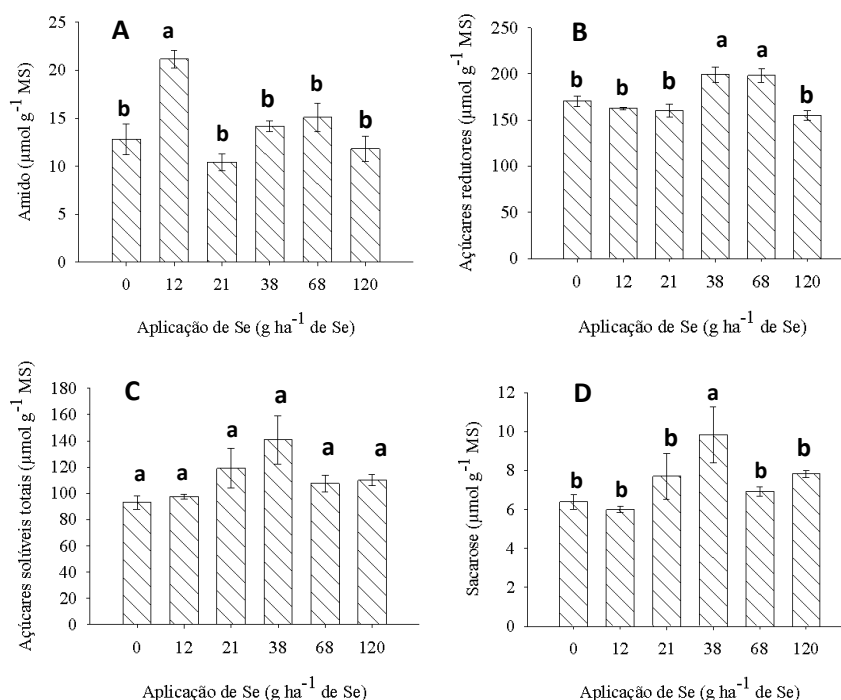 A
Amido (µmol g⁻¹ MS)
25
20
15
10
5
0
b
a
b
b
b
b
0 12 21 38 68 120
Aplicação de Se (g ha⁻¹ de Se)
B
Açúcares redutores (µmol g⁻¹ MS)
250
200
150
100
50
0
b
b
b
a
a
b
0 12 21 38 68 120
Aplicação de Se (g ha⁻¹ de Se)
C
Açúcares solúveis totais (µmol g⁻¹ MS)
180
160
140
120
100
80
60
40
20
0
a
a
a
a
a
a
0 12 21 38 68 120
Aplicação de Se (g ha⁻¹ de Se)
D
Sacarose (µmol g⁻¹ MS)
12
10
8
6
4
2
0
b
b
b
a
b
b
0 12 21 38 68 120
Aplicação de Se (g ha⁻¹ de Se)